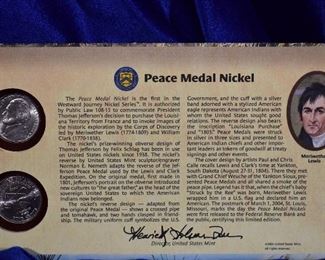 Peace Medal Nickel
The Peace Medal Nickel is the first in the
Westward Journey Nickel Series™. It is authorized
by Public Law 108-15 to commemorate President
Thomas Jefferson's decision to purchase the Louisi-
ana Territory from France and to invoke images of
the historic exploration by the Corps of Discovery
led by Meriwether Lewis (1774-1809) and William
Clark (1770-1838).
The nickel's prizewinning obverse design of
Thomas Jefferson by Felix Schlag has been in use
on United States nickels since 1938. The nickel's
reverse by United States Mint sculptor/engraver
Norman E. Nemeth adapts the reverse side of the Jef-
ferson Peace Medal used by the Lewis and Clark
Expedition. On the original medal, first made in
1801, Jefferson's portrait on the obverse introduced
new cultures to "the great father," as the head of the
sovereign United States to which the American
Indians now belonged.
The nickel's reverse design — adapted from
the original Peace Medal — shows a crossed pipe
and tomahawk, and two hands clasped in friend-
ship. The military uniform cuff symbolizes the U.S.
Government, and the cuff with a silver
band adorned with a stylized American
eagle represents American Indians with
whom the United States sought good
relations. The reverse design also bears
the inscriptions "Louisiana Purchase"
and "1803." Peace Medals were struck
in silver in three sizes and presented to
American Indian chiefs and other impor-
tant leaders as tokens of goodwill at treaty
signings and other events.
The cover design by artists Paul and Chris
Calle recalls Lewis and Clark's time at Yankton,
South Dakota (August 27-31, 1804). There they met
with Grand Chief Weuche of the Yankton Sioux, pre-
senting Peace Medals and all shared a smoke of the
peace pipe. Legend has it that, when the chief's baby
"Struck by the Ree" was born, Meriwether Lewis
wrapped him in a U.S. flag and declared him an
American. The postmark of March 1, 2004, St. Louis,
Missouri, marks the day the Peace Medal Nickels
were first released to the Federal Reserve Bank and
the public, certifying this limited edition.
Meriwether
Lewis
Director, United States Mint